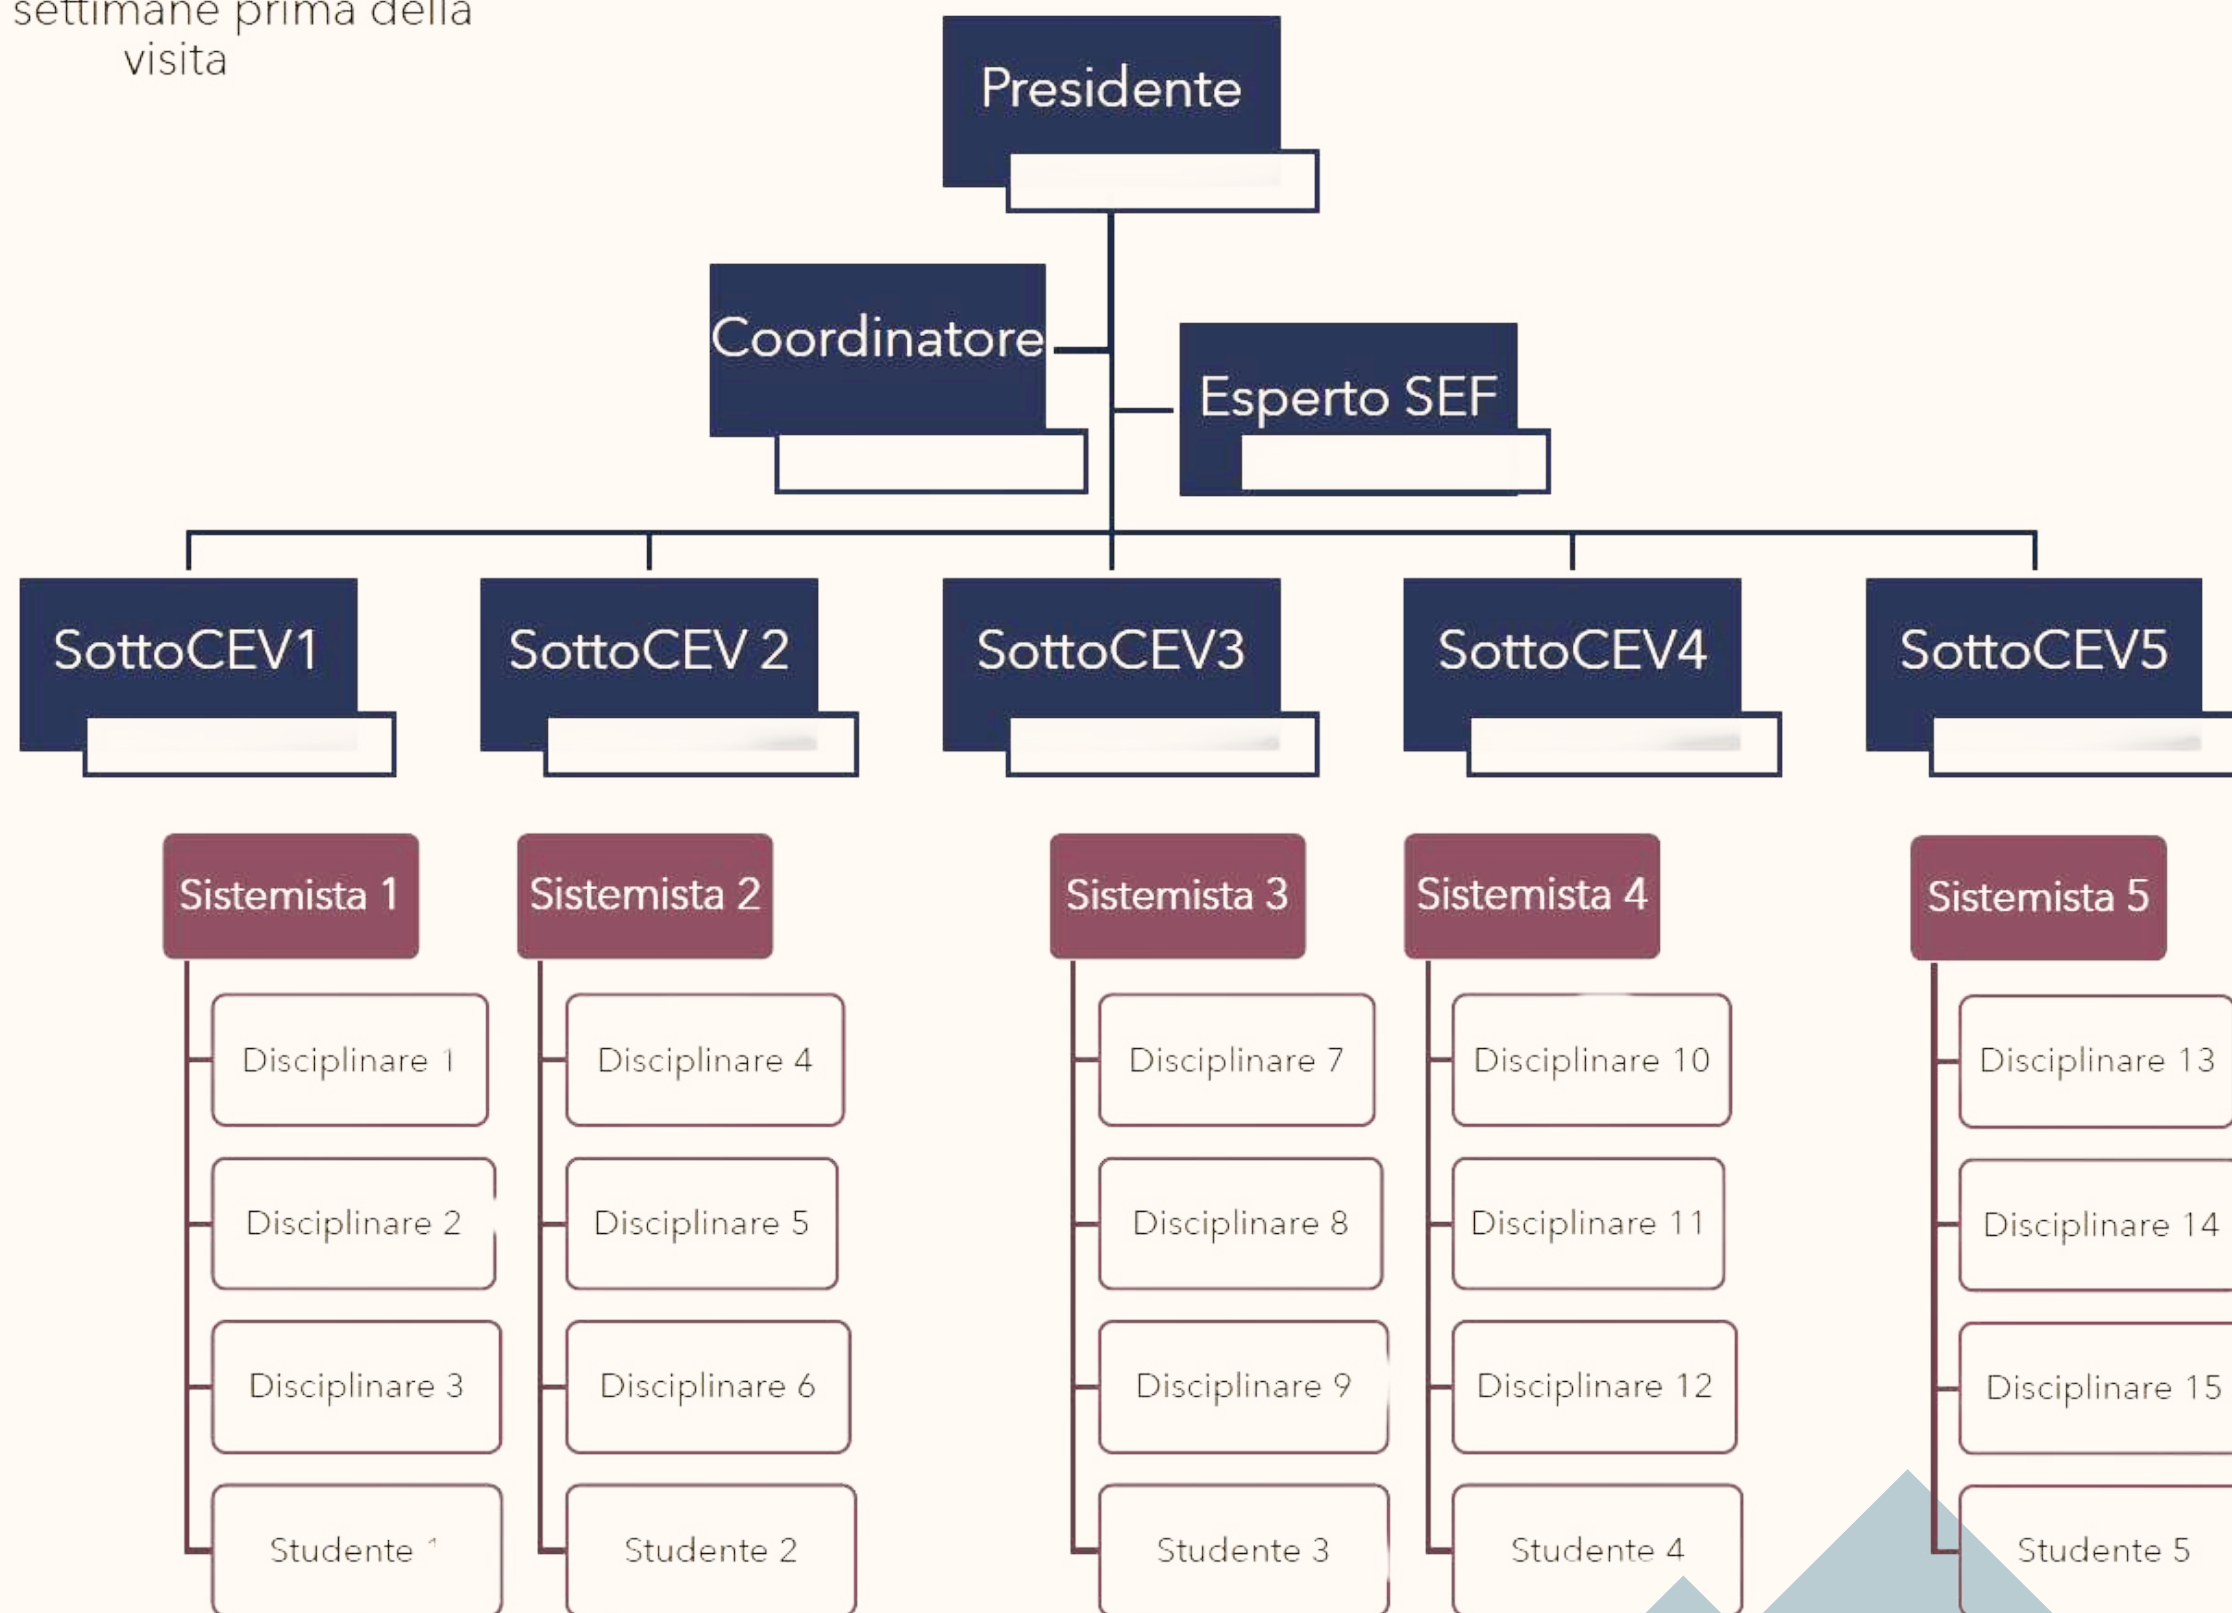 settimane prima della
visita
Presidente
Coordinatore
Esperto SEF
SottoCEV1
SottoCEV 2
SottoCEV3
SottoCEV4
SottoCEV5
Sistemista 1
Sistemista 2
Sistemista 3
Sistemista 4
Sistemista 5
Disciplinare 1
Disciplinare 4
Disciplinare 7
Disciplinare 10
Disciplinare 13
Disciplinare 2
Disciplinare 5
Disciplinare 8
Disciplinare 11
Disciplinare 14
Disciplinare 3
Disciplinare 6
Disciplinare 9
Disciplinare 12
Disciplinare 15
Studente 1
Studente 2
Studente 3
Studente 4
Studente 5